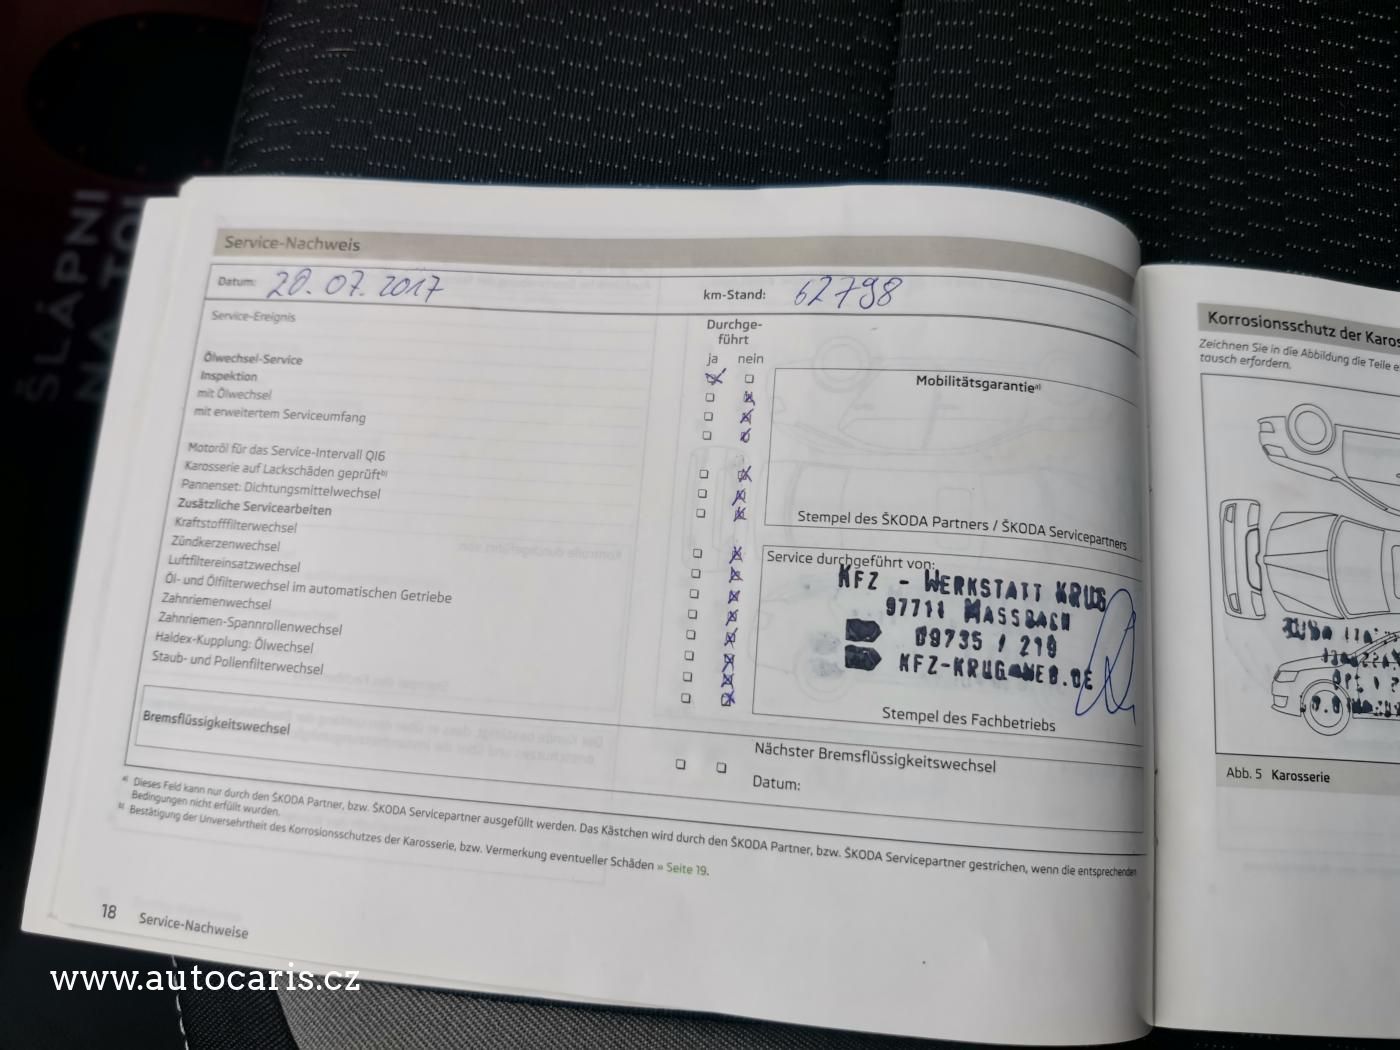 ŠLÁPNI
NA TO!
Service-Nachweis
Datum: 28.07.2017
km-Stand: 62798
Service-Ereignis
Durchge-
führt
ja nein
Ölwechsel-Service
Inspektion
mit Ölwechsel
mit erweitertem Serviceumfang
Motoröl für das Service-Intervall QI6
Karosserie auf Lackschäden geprüft b)
Pannenset: Dichtungsmittelwechsel
Zusätzliche Servicearbeiten
Kraftstofffilterwechsel
Zündkerzenwechsel
Luftfiltereinsatzwechsel
Öl- und Ölfilterwechsel im automatischen Getriebe
Zahnriemenwechsel
Zahnriemen-Spannrollenwechsel
Haldex-Kupplung: Ölwechsel
Staub- und Pollenfilterwechsel
Mobilitätsgarantie a)
Stempel des ŠKODA Partners / ŠKODA Servicepartners
Service durchgeführt von:
KFZ - WERKSTATT KRUG
97711 MASSBACH
09735 / 219
KFZ-KRUG@WEB.DE
Stempel des Fachbetriebs
Bremsflüssigkeitswechsel
Nächster Bremsflüssigkeitswechsel
Datum:
a) Dieses Feld kann nur durch den ŠKODA Partner, bzw. ŠKODA Servicepartner ausgefüllt werden. Das Kästchen wird durch den ŠKODA Partner, bzw. ŠKODA Servicepartner gestrichen, wenn die entsprechenden
Bedingungen nicht erfüllt wurden.
b) Bestätigung der Unversehrtheit des Korrosionsschutzes der Karosserie, bzw. Vermerkung eventueller Schäden » Seite 19.
18 Service-Nachweise
Korrosionsschutz der Karos
Zeichnen Sie in die Abbildung die Teile e
tausch erfordern.
Abb. 5 Karosserie
www.autocaris.cz